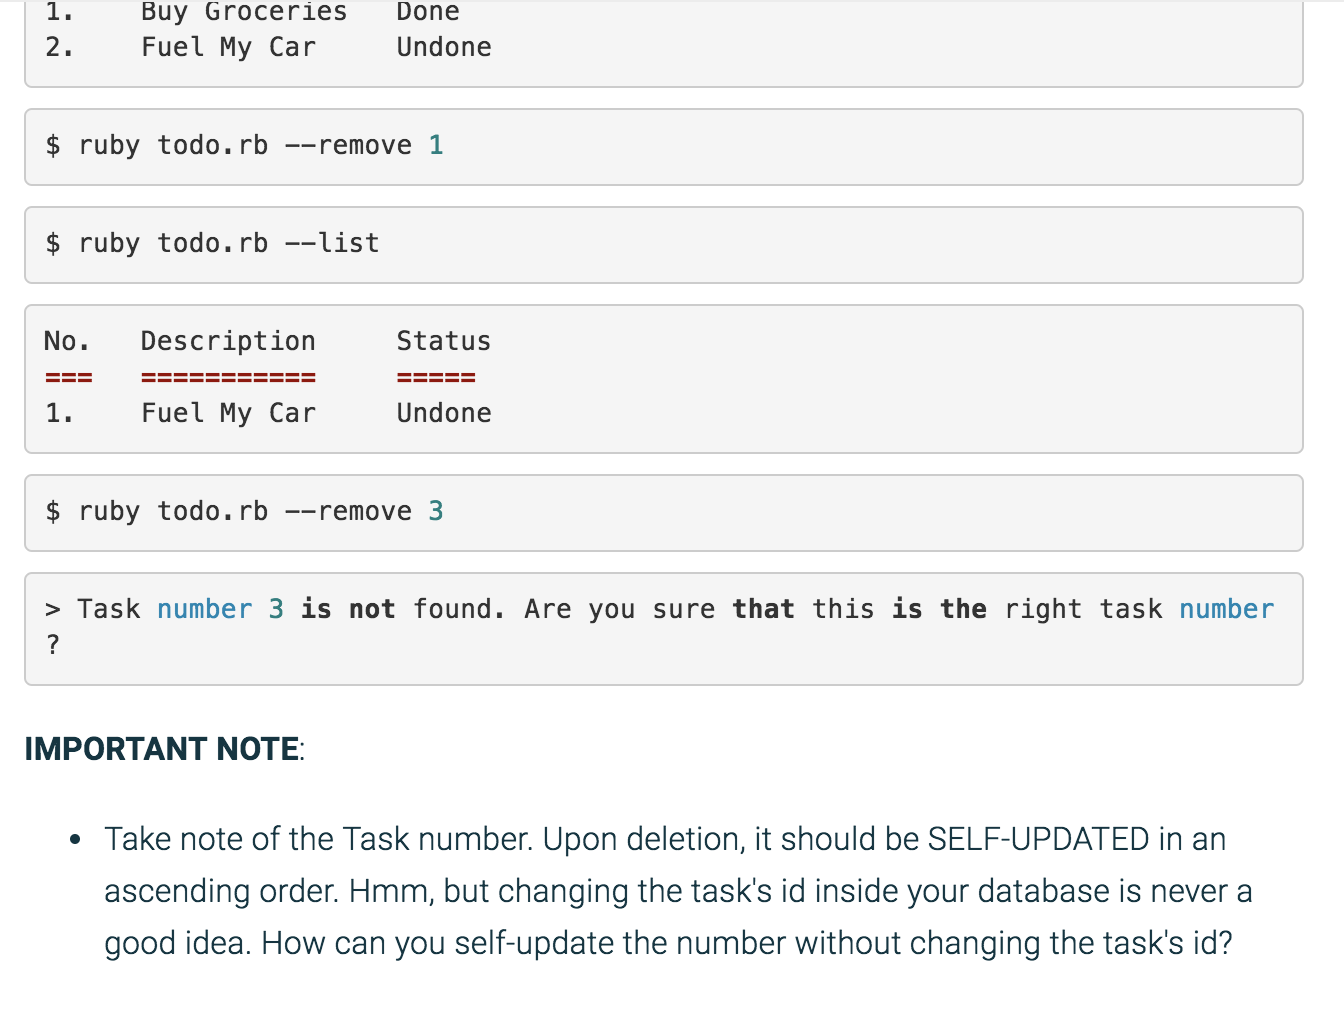 1.    Buy Groceries   Done
2.    Fuel My Car     Undone
$ ruby todo.rb --remove 1
$ ruby todo.rb --list
No.   Description     Status
===   ===========     =====
1.    Fuel My Car     Undone
$ ruby todo.rb --remove 3
> Task number 3 is not found. Are you sure that this is the right task number
?
IMPORTANT NOTE:
• Take note of the Task number. Upon deletion, it should be SELF-UPDATED in an
ascending order. Hmm, but changing the task's id inside your database is never a
good idea. How can you self-update the number without changing the task's id?